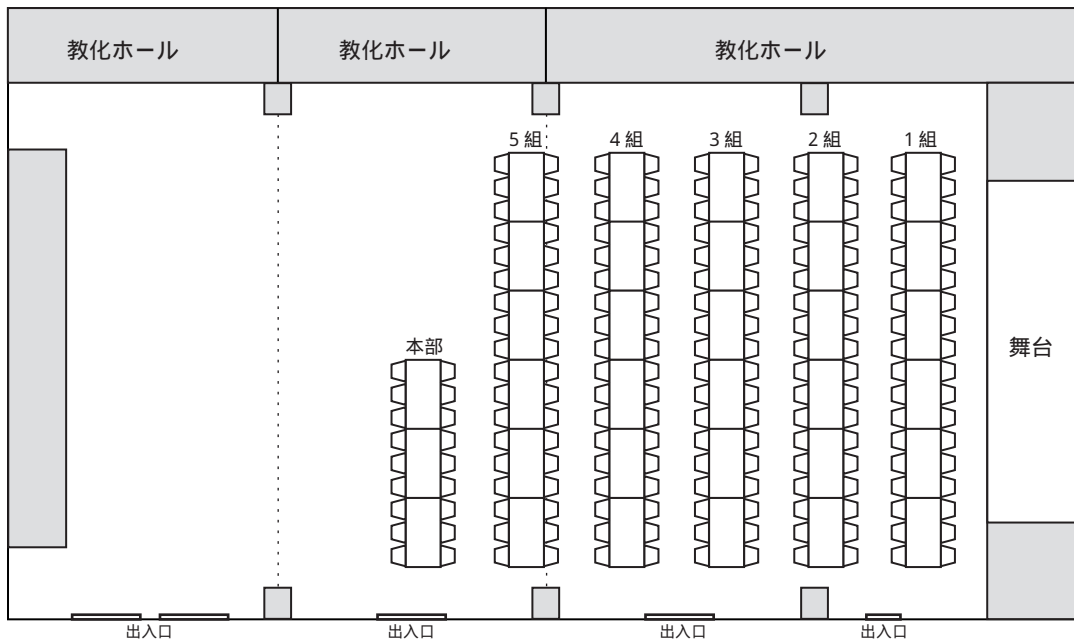 教化ホール
教化ホール
教化ホール
5 組
4 組
3 組
2 組
1 組
本部
舞台
出入口
出入口
出入口
出入口